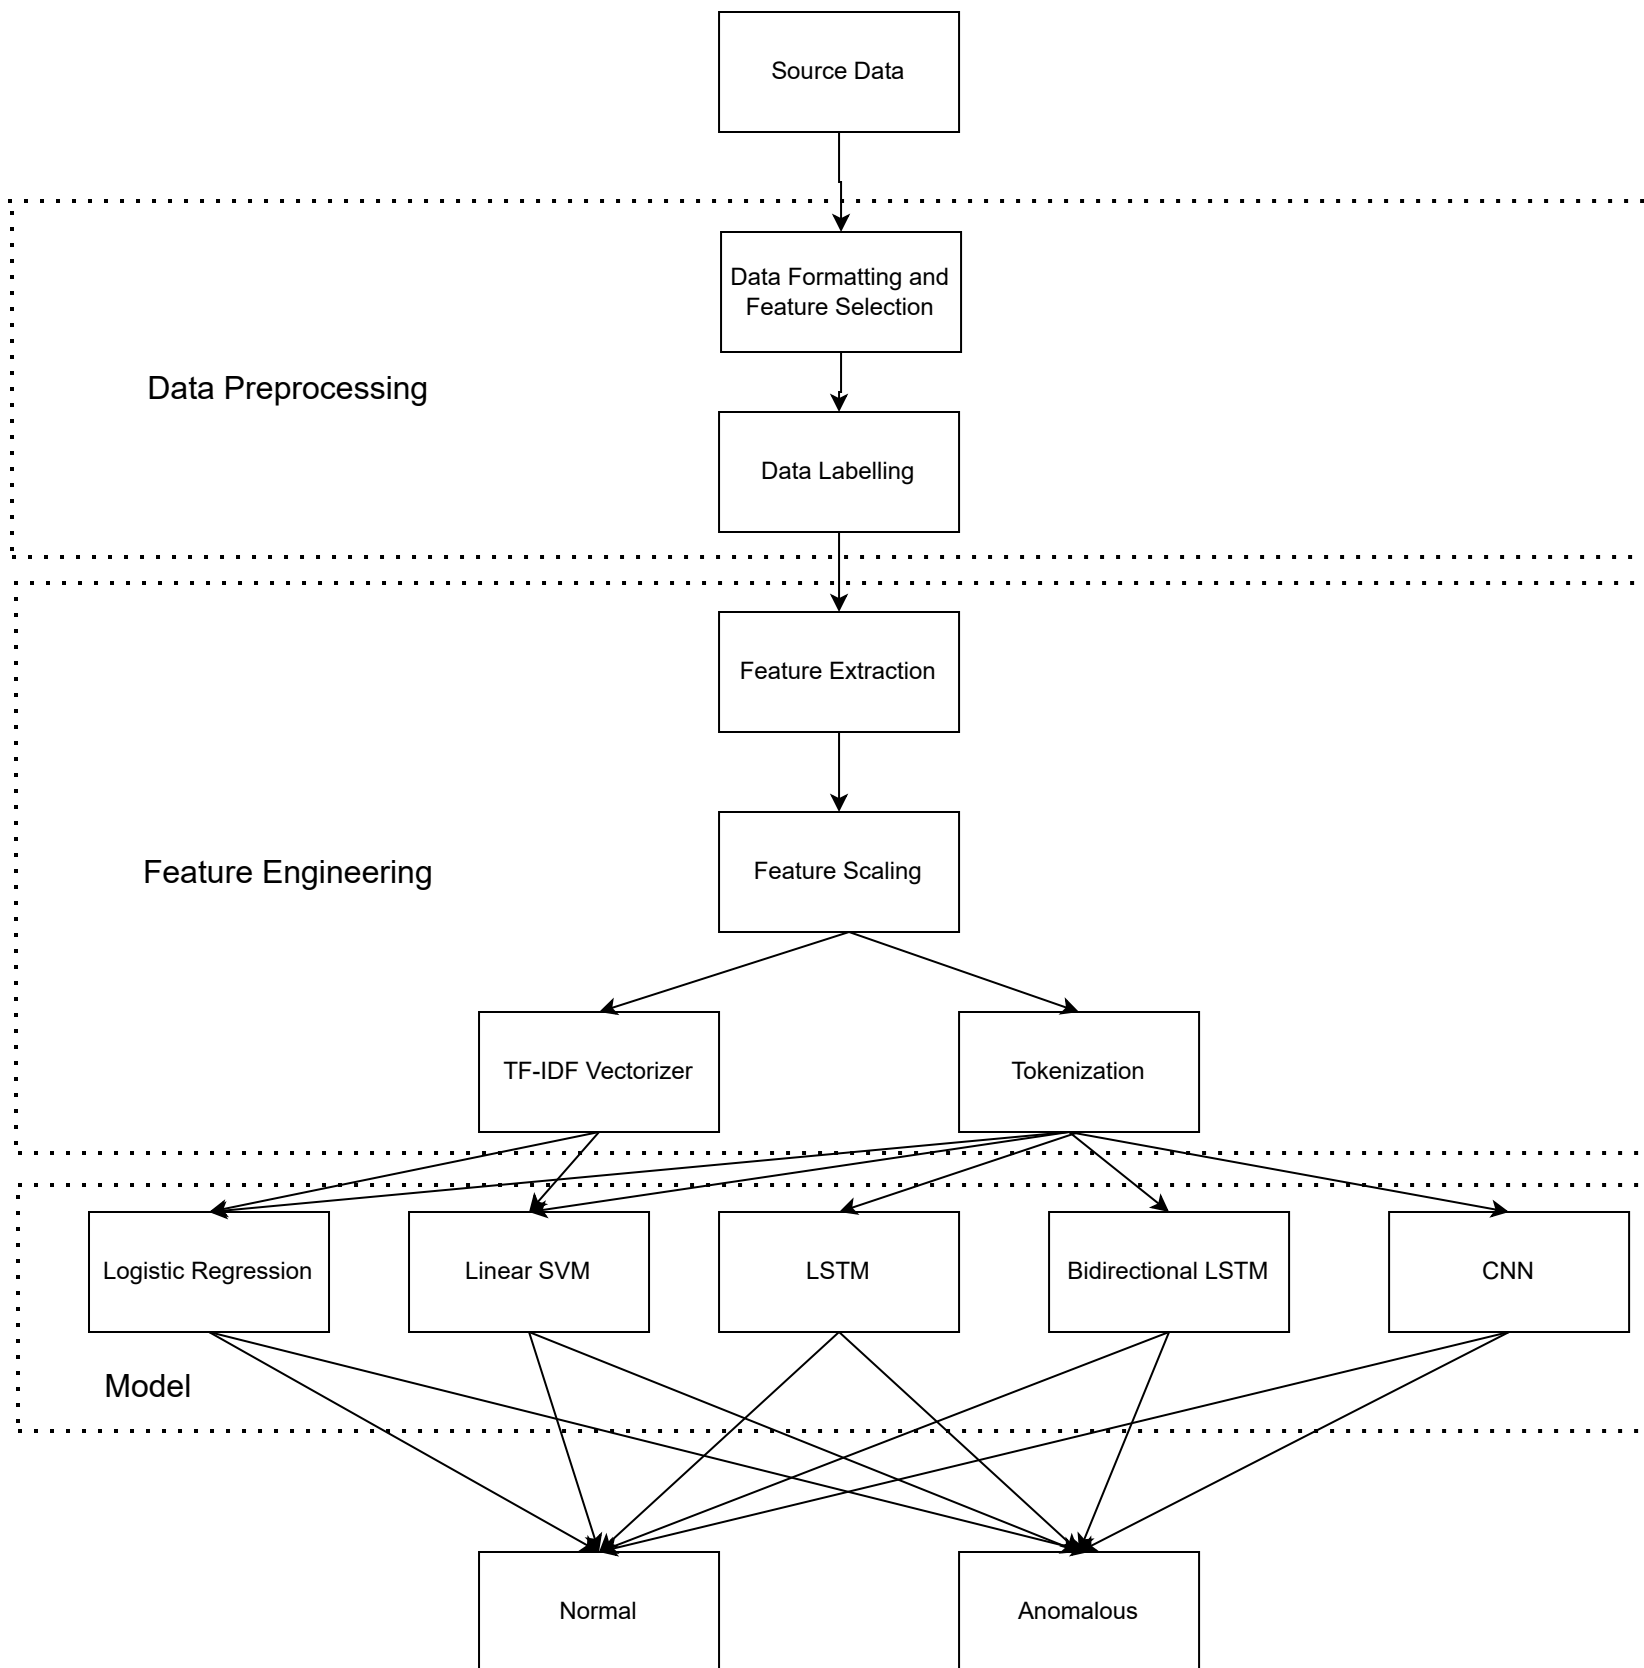 Source Data
Data Formatting and
Feature Selection
Data Preprocessing
Data Labelling
Feature Extraction
Feature Engineering
Feature Scaling
TF-IDF Vectorizer
Tokenization
Logistic Regression
Linear SVM
LSTM
Bidirectional LSTM
CNN
Model
Normal
Anomalous